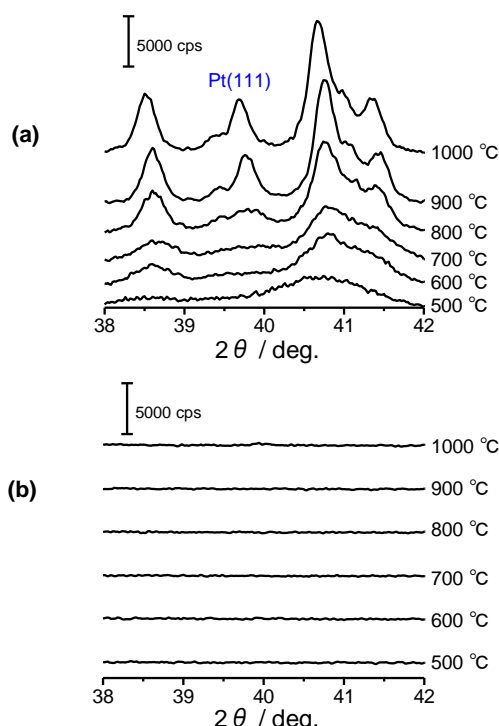 5000 cps
Pt(111)
(a)
1000 °C
900 °C
800 °C
700 °C
600 °C
500 °C
38 39 40 41 42
2θ / deg.
5000 cps
(b)
1000 °C
900 °C
800 °C
700 °C
600 °C
500 °C
38 39 40 41 42
2θ / deg.